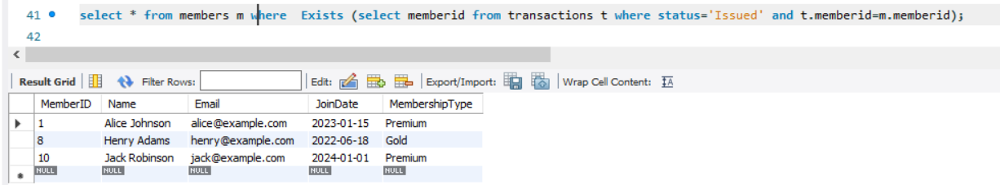 41 select * from members m where  Exists (select memberid from transactions t where status='Issued' and t.memberid=m.memberid);
42
Result Grid Filter Rows: Edit: Export/Import: Wrap Cell Content: IA
MemberID Name Email JoinDate MembershipType
1 Alice Johnson alice@example.com 2023-01-15 Premium
8 Henry Adams henry@example.com 2022-06-18 Gold
10 Jack Robinson jack@example.com 2024-01-01 Premium
NULL NULL NULL NULL NULL